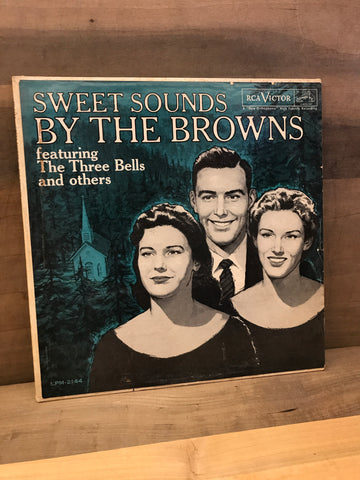 SWEET SOUNDS
RCA VICTOR
BY THE BROWNS
featuring
The Three Bells
and others
LPM-2144